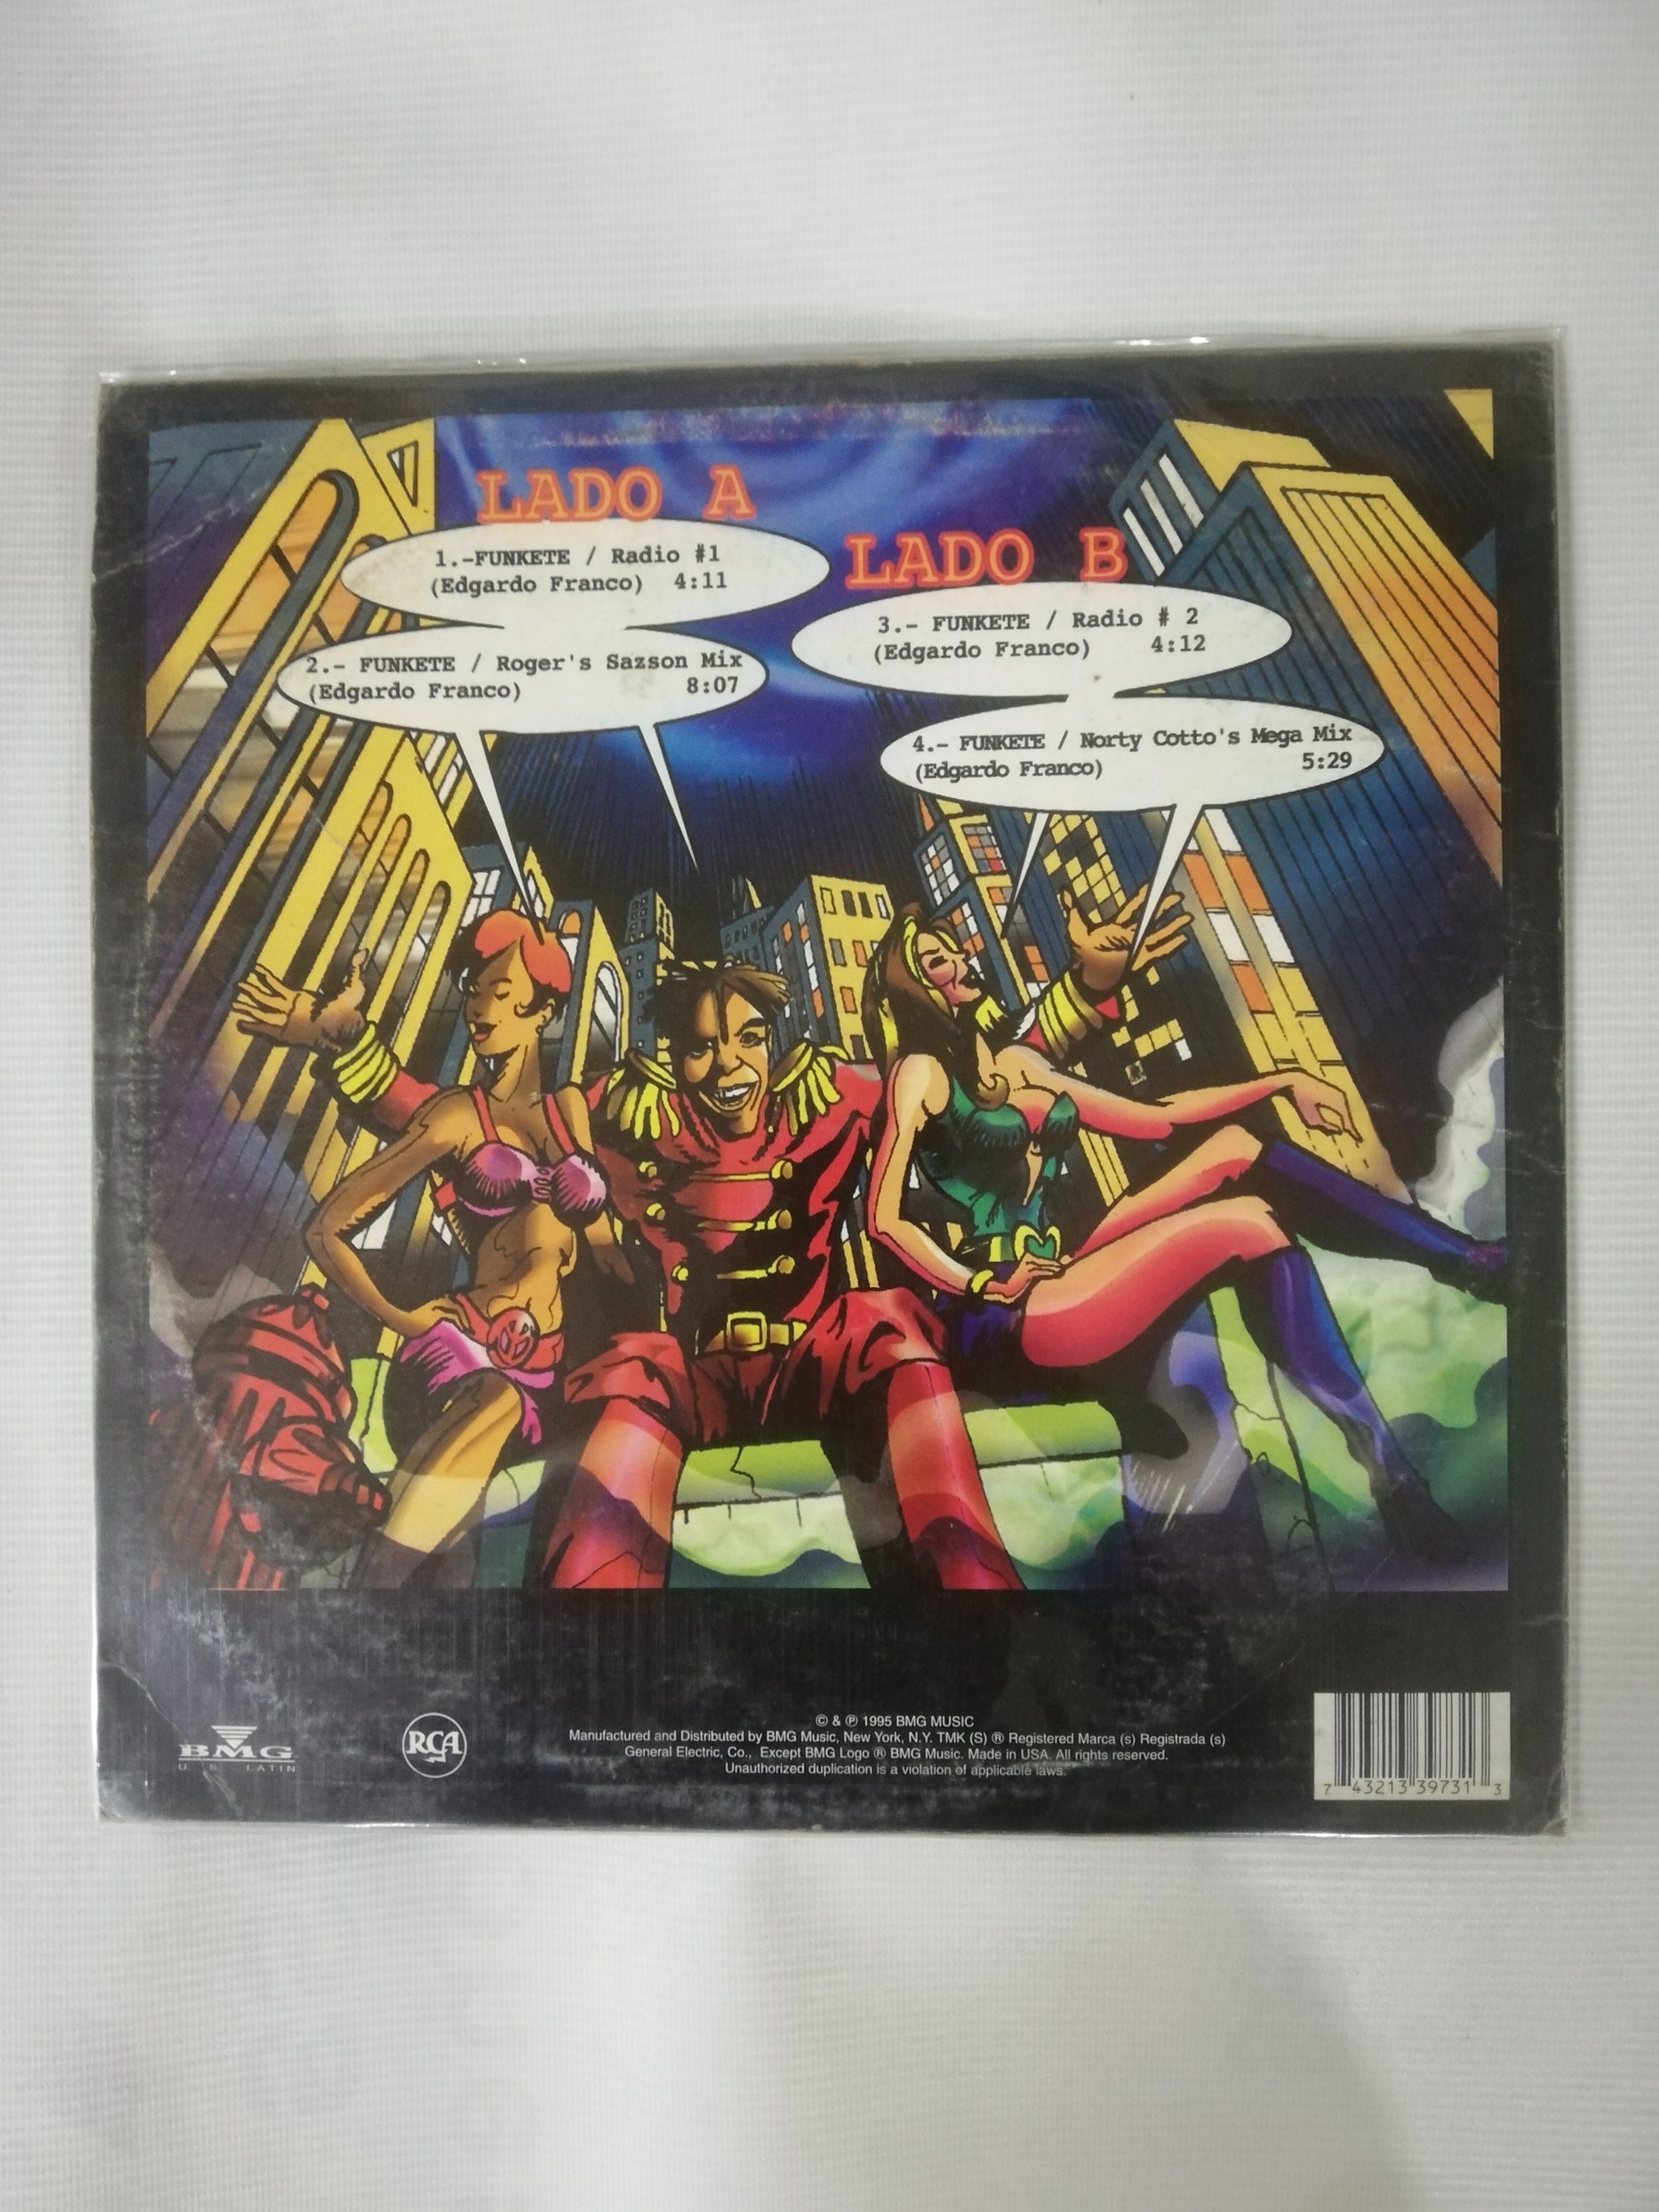 LADO A
1.-FUNKETE / Radio #1
(Edgardo Franco) 4:11
2.- FUNKETE / Roger's Sazson Mix
(Edgardo Franco) 8:07
LADO B
3.- FUNKETE / Radio # 2
(Edgardo Franco) 4:12
4.- FUNKETE / Norty Cotto's Mega Mix
(Edgardo Franco) 5:29
BMG
U.S. LATIN
RCA
© & ℗ 1995 BMG MUSIC
Manufactured and Distributed by BMG Music, New York, N.Y. TMK (S) ® Registered Marca (s) Registrada (s)
General Electric, Co., Except BMG Logo ® BMG Music. Made in USA. All rights reserved.
Unauthorized duplication is a violation of applicable laws.
7 43213 39731 3